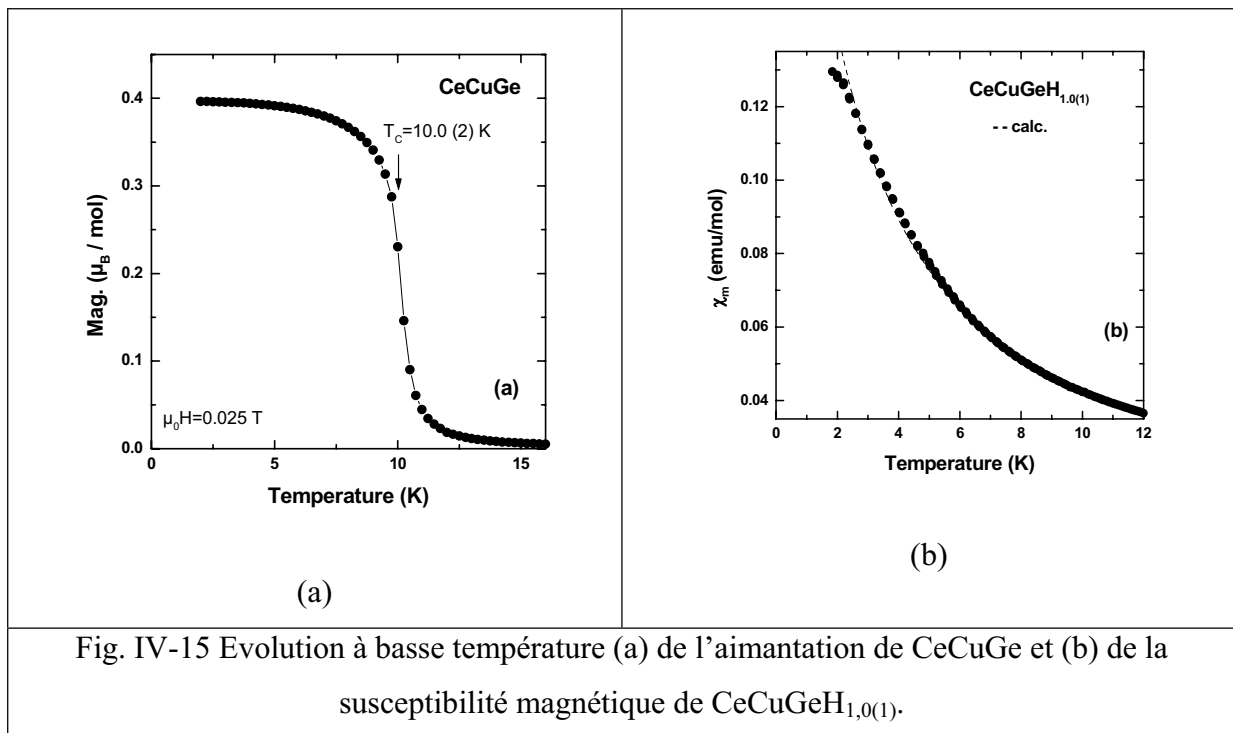 CeCuGe
T_C=10.0 (2) K
μ₀H=0.025 T
(a)
0.4
0.3
0.2
0.1
0.0
0 5 10 15
Mag. (μ_B / mol)
Temperature (K)
(a)
CeCuGeH₁.₀₍₁₎
- - calc.
(b)
0.12
0.10
0.08
0.06
0.04
0 2 4 6 8 10 12
χ_m (emu/mol)
Temperature (K)
(b)
Fig. IV-15 Evolution à basse température (a) de l’aimantation de CeCuGe et (b) de la
susceptibilité magnétique de CeCuGeH₁,₀₍₁₎.